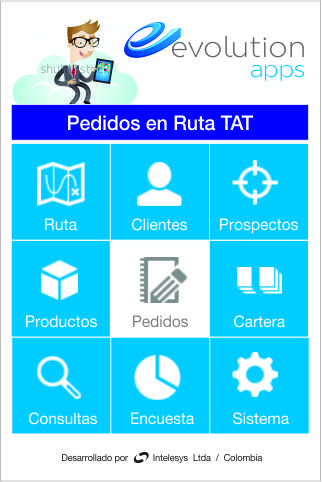 shutterstock
evolution
apps
Pedidos en Ruta TAT
Ruta
Clientes
Prospectos
Productos
Pedidos
Cartera
Consultas
Encuesta
Sistema
Desarrollado por Intelesys Ltda / Colombia